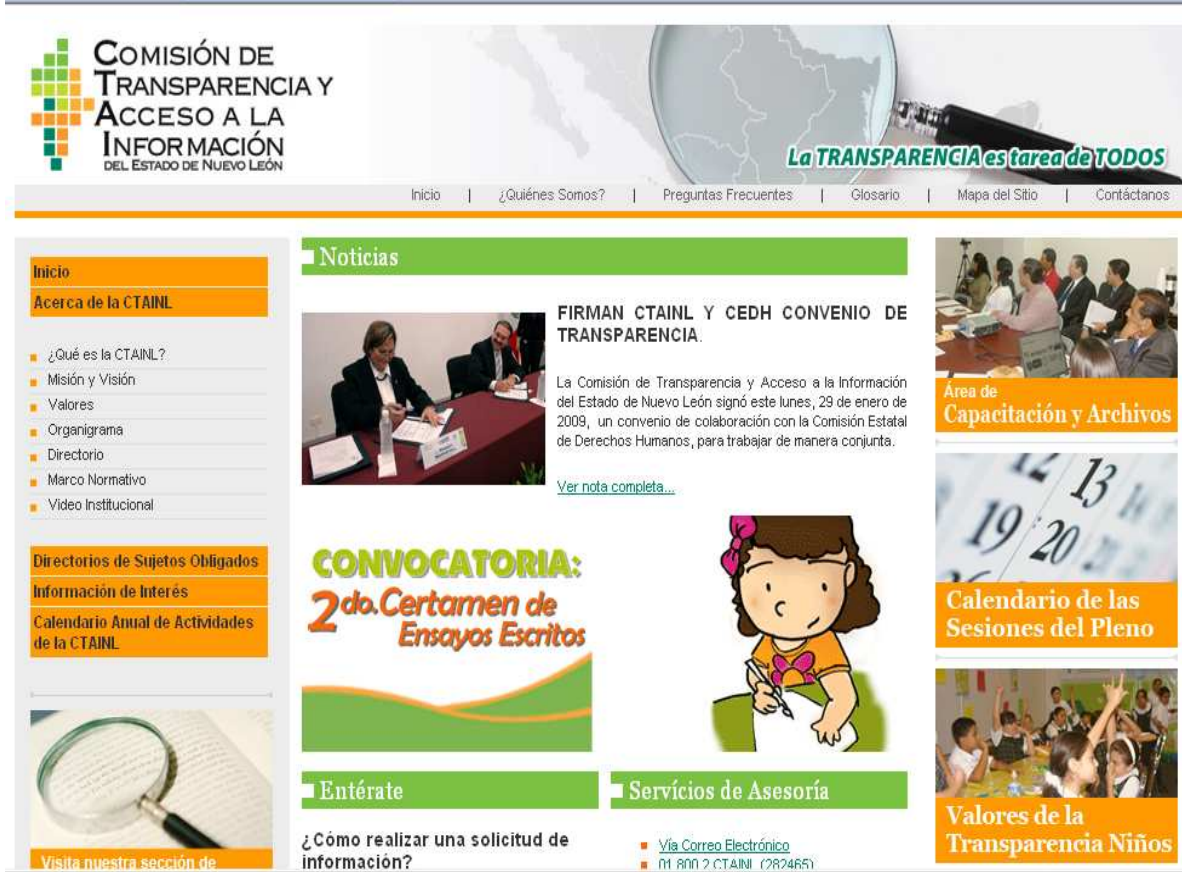 COMISIÓN DE
TRANSPARENCIA Y
ACCESO A LA
INFORMACIÓN
DEL ESTADO DE NUEVO LEÓN
La TRANSPARENCIA es tarea de TODOS
Inicio | ¿Quiénes Somos? | Preguntas Frecuentes | Glosario | Mapa del Sitio | Contáctanos
Inicio
Acerca de la CTAINL
¿Qué es la CTAINL?
Misión y Visión
Valores
Organigrama
Directorio
Marco Normativo
Video Institucional
Directorios de Sujetos Obligados
Información de Interés
Calendario Anual de Actividades
de la CTAINL
Visita nuestra sección de
Noticias
FIRMAN CTAINL Y CEDH CONVENIO DE
TRANSPARENCIA.
La Comisión de Transparencia y Acceso a la Información
del Estado de Nuevo León signó este lunes, 29 de enero de
2009, un convenio de colaboración con la Comisión Estatal
de Derechos Humanos, para trabajar de manera conjunta.
Ver nota completa...
CONVOCATORIA:
2do. Certamen de
Ensayos Escritos
Entérate
¿Cómo realizar una solicitud de
información?
Servícios de Asesoría
Vía Correo Electrónico
01 800 2 CTAINL (282465)
Área de
Capacitación y Archivos
12
13
19
20
Calendario de las
Sesiones del Pleno
Valores de la
Transparencia Niños